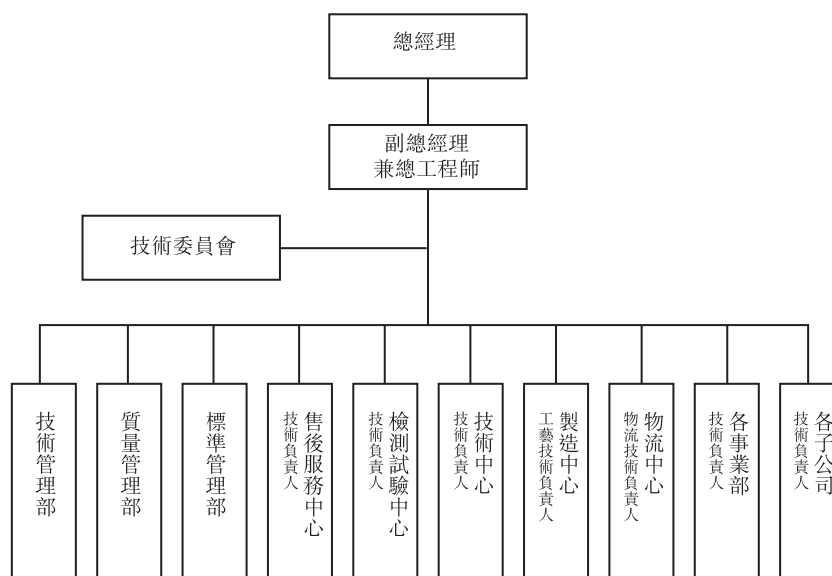 總經理
副總經理
兼總工程師
技術委員會
技術管理部
質量管理部
標準管理部
售後服務中心
技術負責人
檢測試驗中心
技術負責人
技術中心
技術負責人
製造中心
工藝技術負責人
物流中心
物流技術負責人
各事業部
技術負責人
各子公司
技術負責人